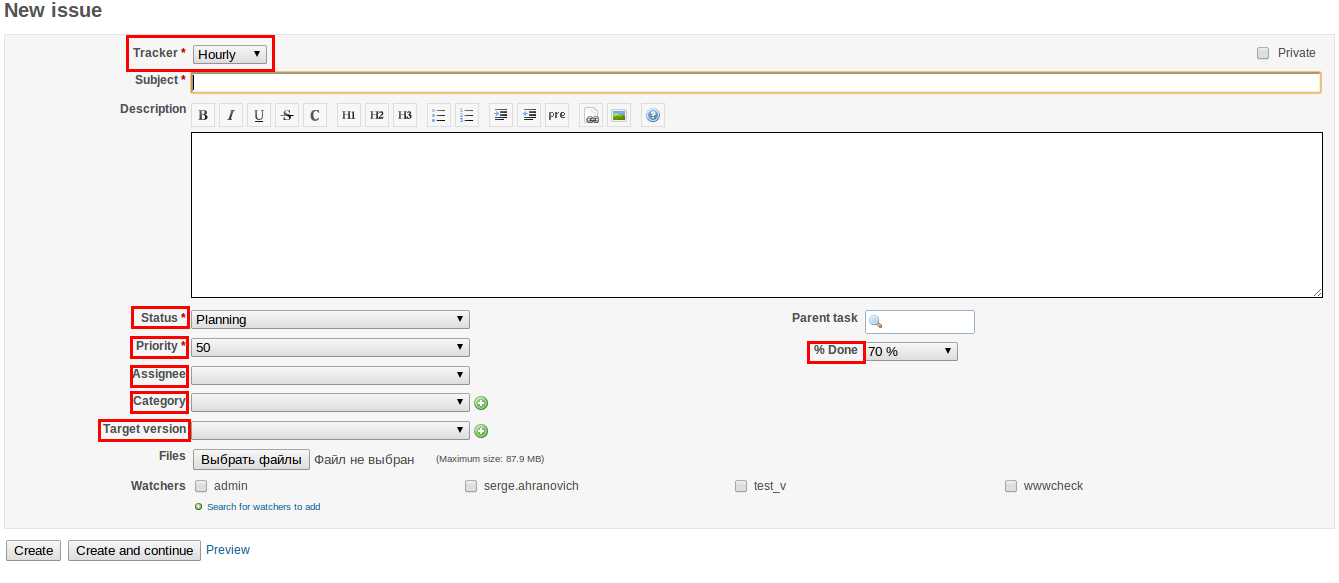 New issue
Tracker * Hourly Private
Subject *
Description B I U S C H1 H2 H3 pre
Status * Planning Parent task
Priority * 50 % Done 70 %
Assignee
Category
Target version
Files Выбрать файлы Файл не выбран (Maximum size: 87.9 MB)
Watchers admin serge.ahranovich test_v wwwcheck
Search for watchers to add
Create Create and continue Preview